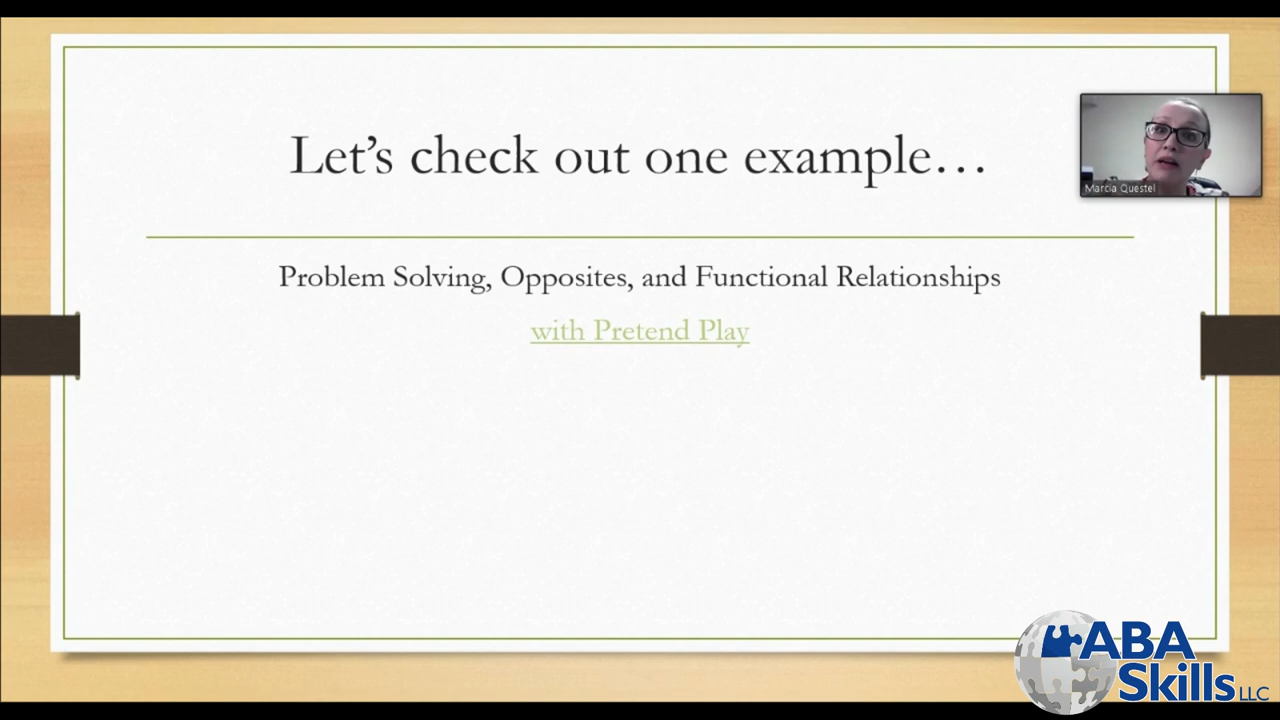 Let’s check out one example…
Marcia Questel
Problem Solving, Opposites, and Functional Relationships
with Pretend Play
ABA
Skills LLC